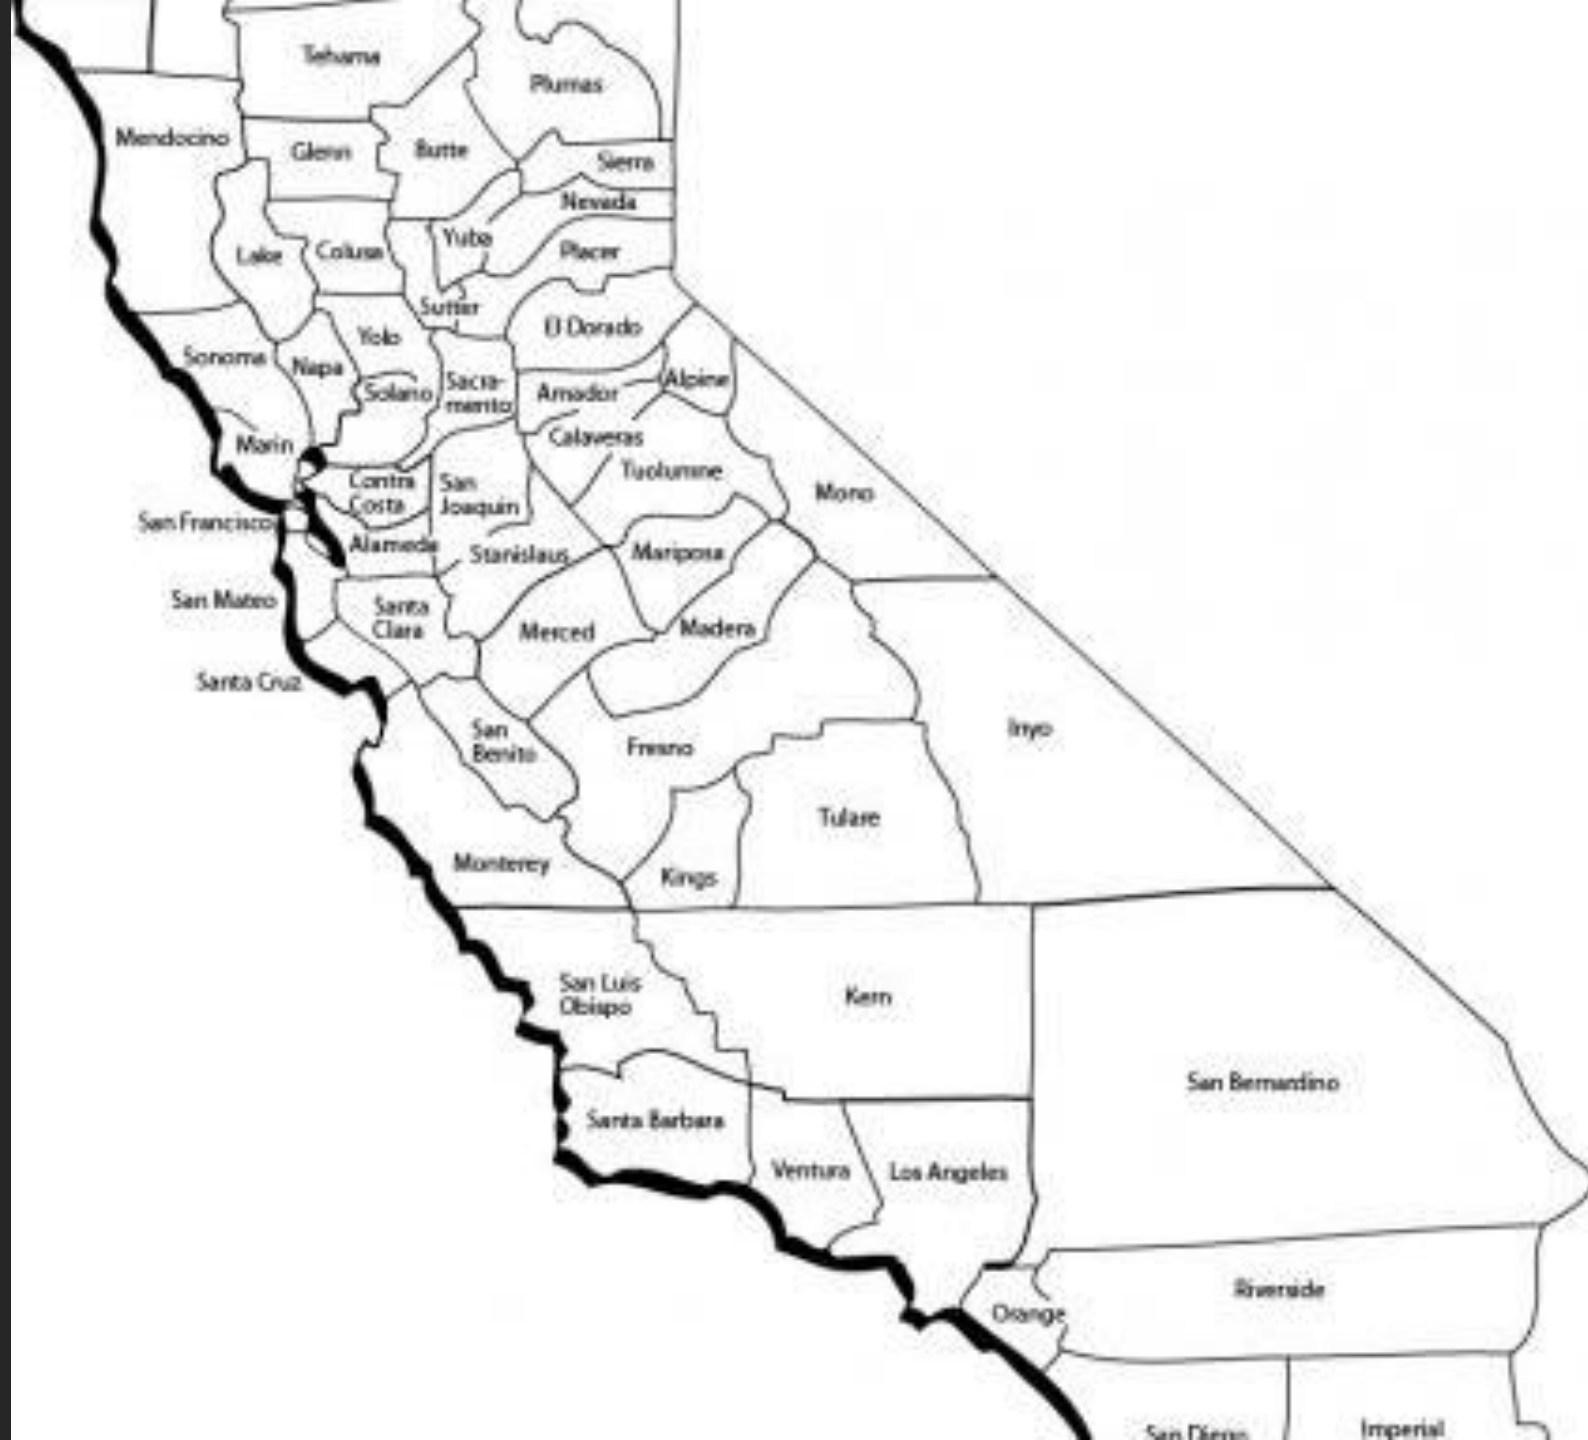 Tehama
Plumas
Mendocino
Glenn
Butte
Sierra
Nevada
Lake
Colusa
Yuba
Placer
Sutter
El Dorado
Yolo
Sonoma
Napa
Solano
Sacra-
mento
Amador
Alpine
Marin
Calaveras
Contra
Costa
San
Joaquin
Tuolumne
Mono
San Francisco
Alameda
Stanislaus
Mariposa
San Mateo
Santa
Clara
Merced
Madera
Santa Cruz
San
Benito
Fresno
Inyo
Tulare
Monterey
Kings
San Luis
Obispo
Kern
San Bernardino
Santa Barbara
Ventura
Los Angeles
Riverside
Orange
San Diego
Imperial